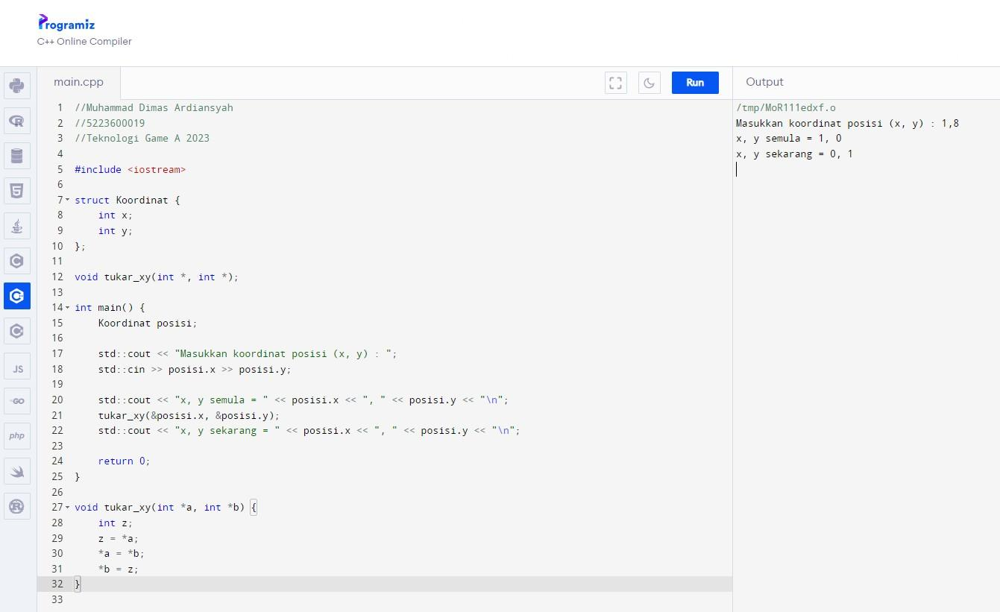 Programiz
C++ Online Compiler
main.cpp
Run
Output
1 //Muhammad Dimas Ardiansyah
2 //5223600019
3 //Teknologi Game A 2023
4
5 #include <iostream>
6
7 struct Koordinat {
8     int x;
9     int y;
10 };
11
12 void tukar_xy(int *, int *);
13
14 int main() {
15     Koordinat posisi;
16
17     std::cout << "Masukkan koordinat posisi (x, y) : ";
18     std::cin >> posisi.x >> posisi.y;
19
20     std::cout << "x, y semula = " << posisi.x << ", " << posisi.y << "\n";
21     tukar_xy(&posisi.x, &posisi.y);
22     std::cout << "x, y sekarang = " << posisi.x << ", " << posisi.y << "\n";
23
24     return 0;
25 }
26
27 void tukar_xy(int *a, int *b) {
28     int z;
29     z = *a;
30     *a = *b;
31     *b = z;
32 }
33
/tmp/MoR111edxf.o
Masukkan koordinat posisi (x, y) : 1,8
x, y semula = 1, 0
x, y sekarang = 0, 1
R
5
C
C
C
JS
GO
php
R